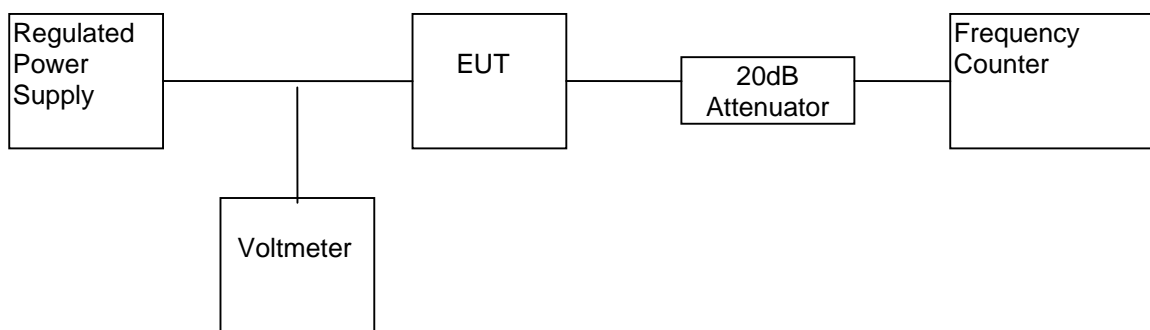 Regulated
Power
Supply
EUT
20dB
Attenuator
Frequency
Counter
Voltmeter